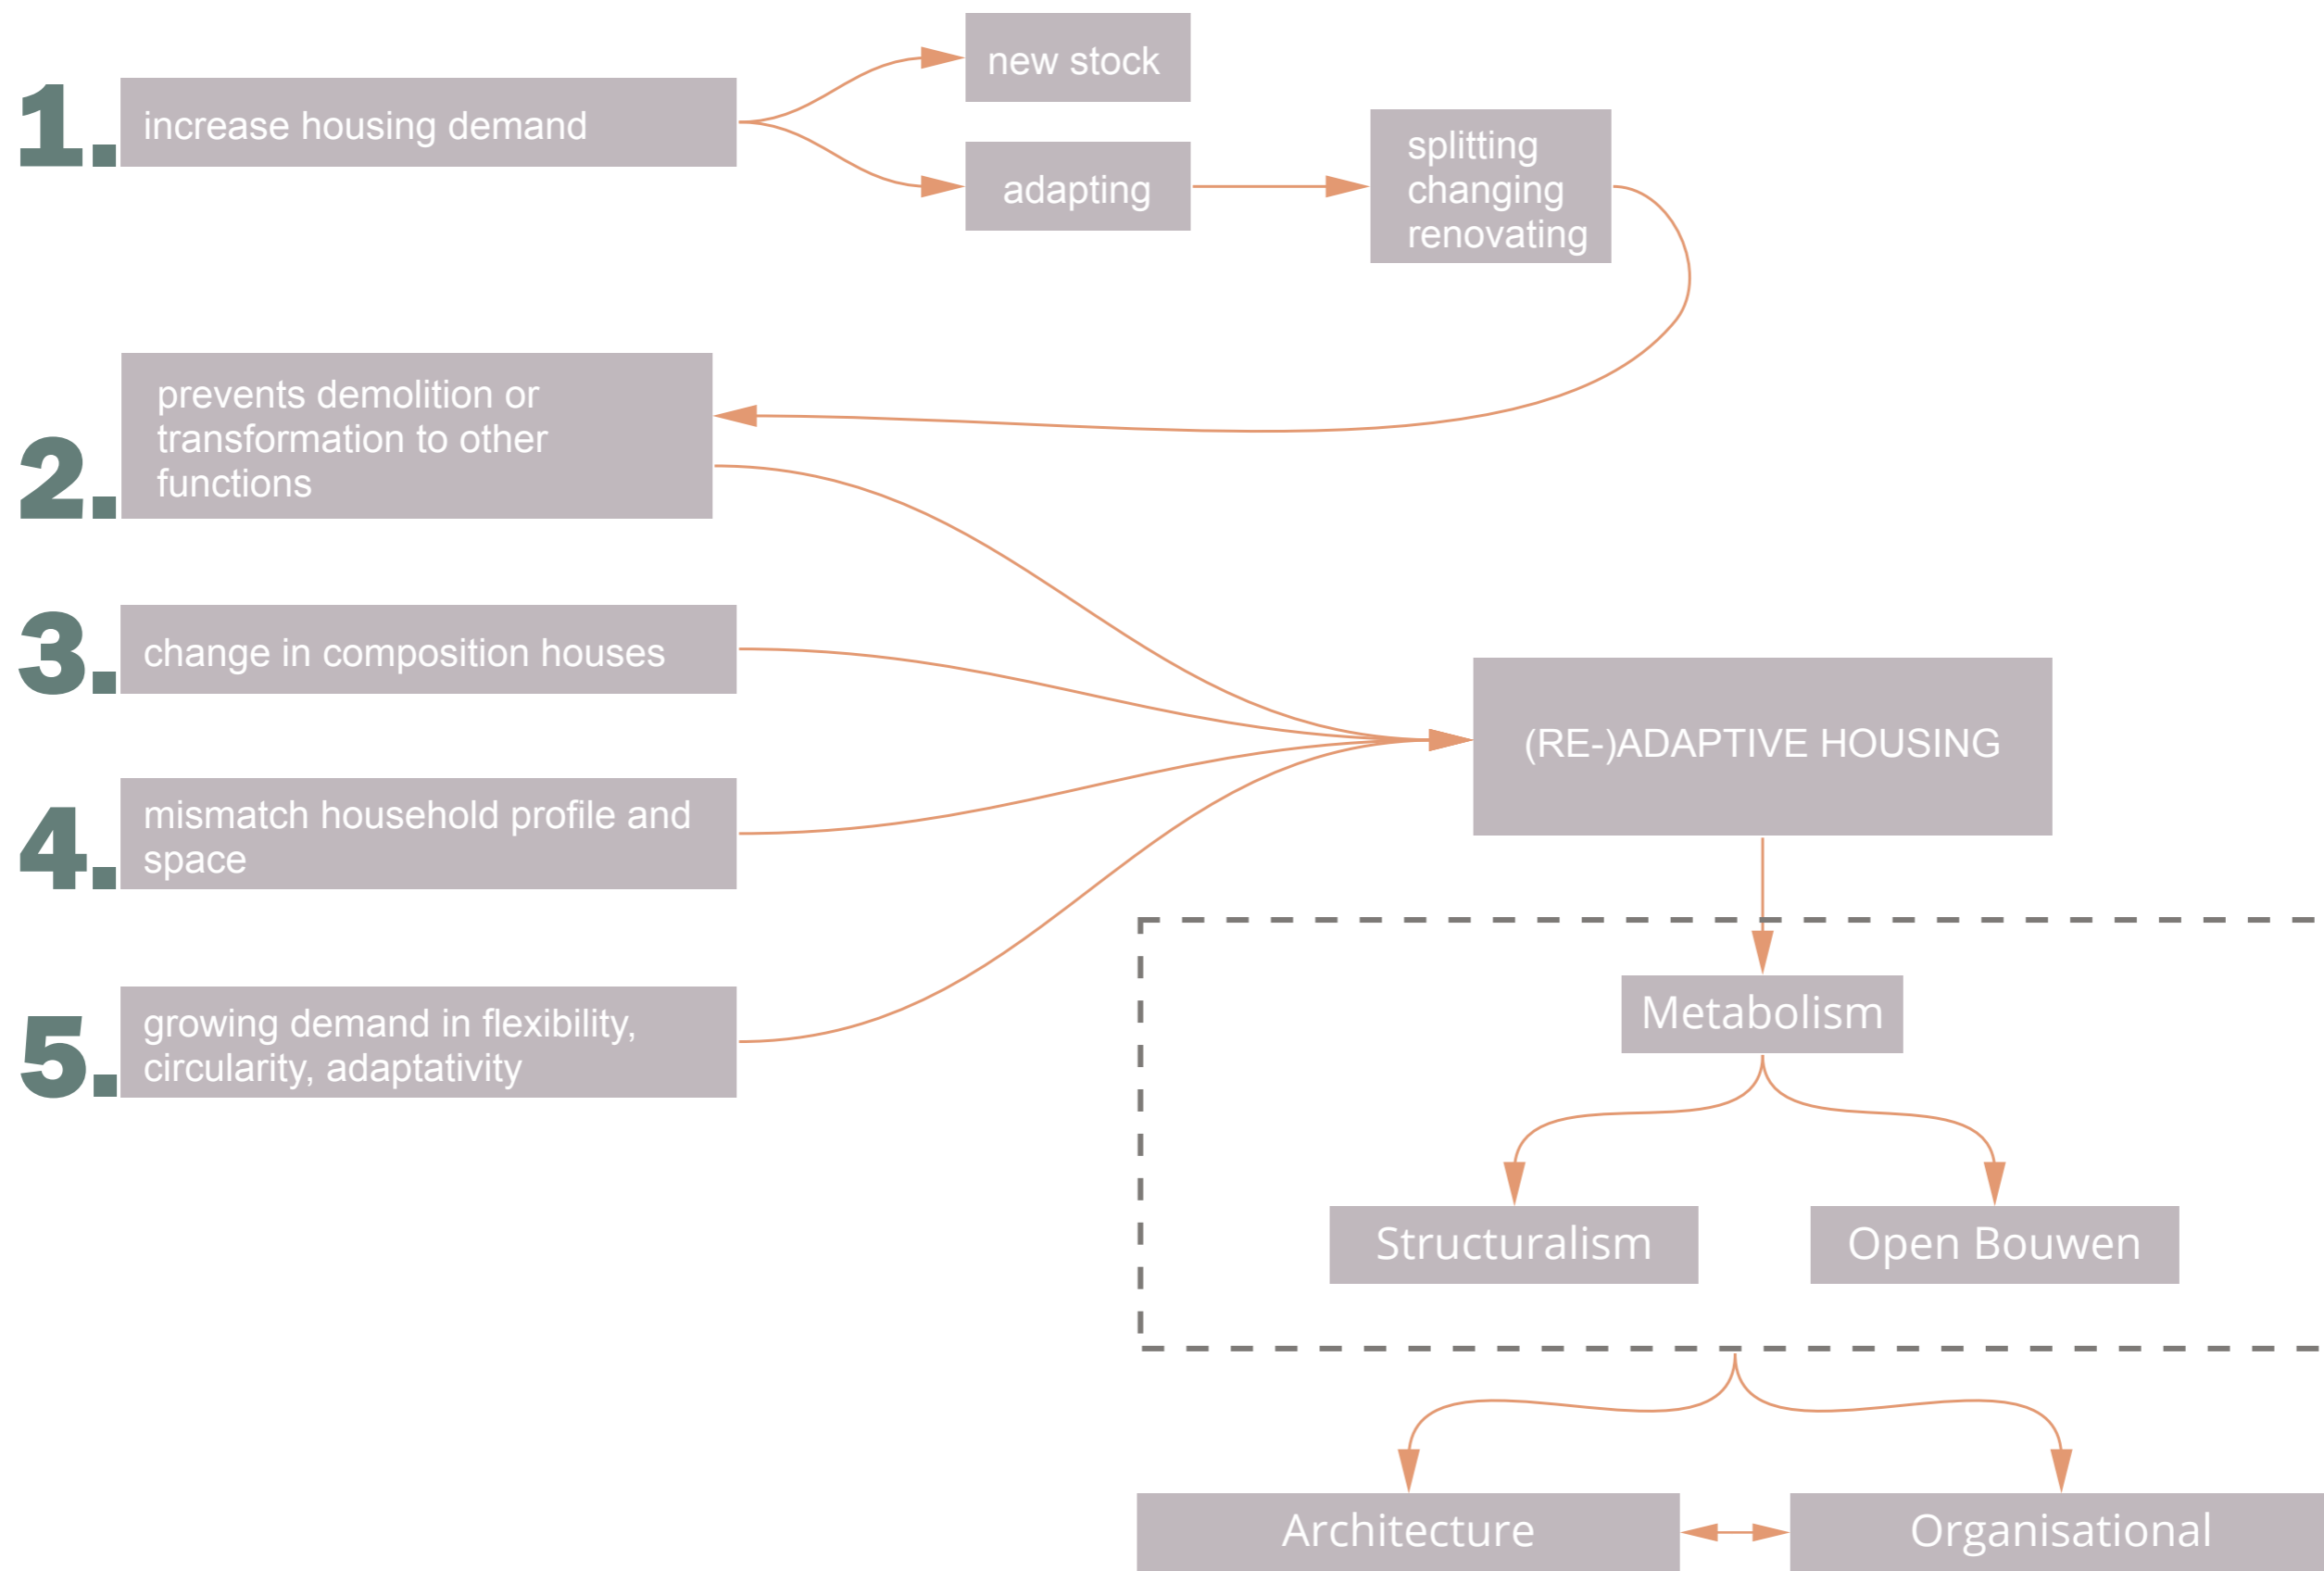 1.
increase housing demand
new stock
adapting
splitting
changing
renovating
2.
prevents demolition or
transformation to other
functions
3.
change in composition houses
4.
mismatch household profile and
space
5.
growing demand in flexibility,
circularity, adaptativity
(RE-)ADAPTIVE HOUSING
Metabolism
Structuralism
Open Bouwen
Architecture
Organisational